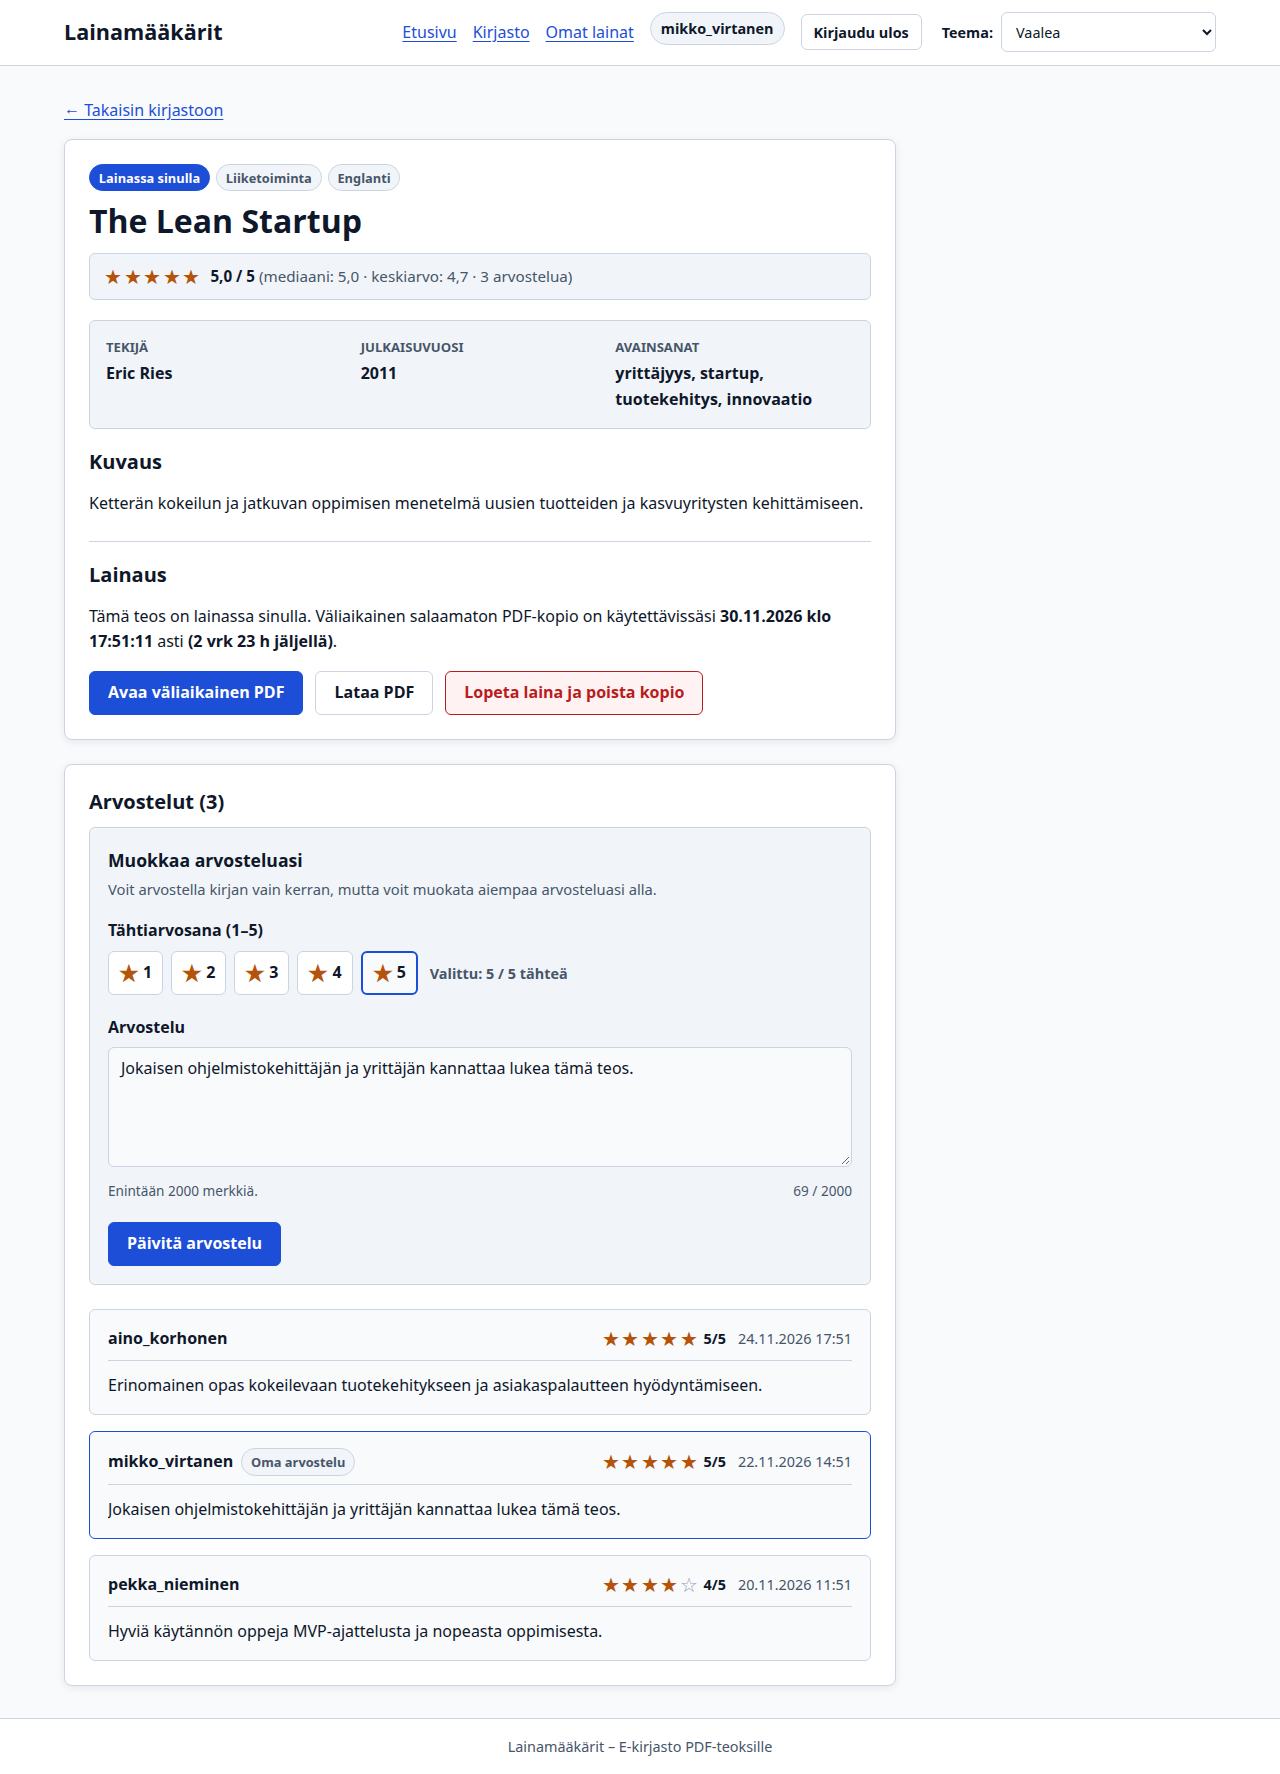 Lainamääkärit
Etusivu Kirjasto Omat lainat mikko_virtanen Kirjaudu ulos Teema: Vaalea
← Takaisin kirjastoon
Lainassa sinulla Liiketoiminta Englanti
The Lean Startup
★★★★★ 5,0 / 5 (mediaani: 5,0 · keskiarvo: 4,7 · 3 arvostelua)
TEKIJÄ JULKAISUVUOSI AVAINSANAT
Eric Ries 2011 yrittäjyys, startup,
tuotekehitys, innovaatio
Kuvaus
Ketterän kokeilun ja jatkuvan oppimisen menetelmä uusien tuotteiden ja kasvuyritysten kehittämiseen.
Lainaus
Tämä teos on lainassa sinulla. Väliaikainen salaamaton PDF-kopio on käytettävissäsi 30.11.2026 klo
17:51:11 asti (2 vrk 23 h jäljellä).
Avaa väliaikainen PDF Lataa PDF Lopeta laina ja poista kopio
Arvostelut (3)
Muokkaa arvosteluasi
Voit arvostella kirjan vain kerran, mutta voit muokata aiempaa arvosteluasi alla.
Tähtiarvosana (1–5)
★ 1 ★ 2 ★ 3 ★ 4 ★ 5 Valittu: 5 / 5 tähteä
Arvostelu
Jokaisen ohjelmistokehittäjän ja yrittäjän kannattaa lukea tämä teos.
Enintään 2000 merkkiä. 69 / 2000
Päivitä arvostelu
aino_korhonen ★★★★★ 5/5 24.11.2026 17:51
Erinomainen opas kokeilevaan tuotekehitykseen ja asiakaspalautteen hyödyntämiseen.
mikko_virtanen Oma arvostelu ★★★★★ 5/5 22.11.2026 14:51
Jokaisen ohjelmistokehittäjän ja yrittäjän kannattaa lukea tämä teos.
pekka_nieminen ★★★★☆ 4/5 20.11.2026 11:51
Hyviä käytännön oppeja MVP-ajattelusta ja nopeasta oppimisesta.
Lainamääkärit – E-kirjasto PDF-teoksille